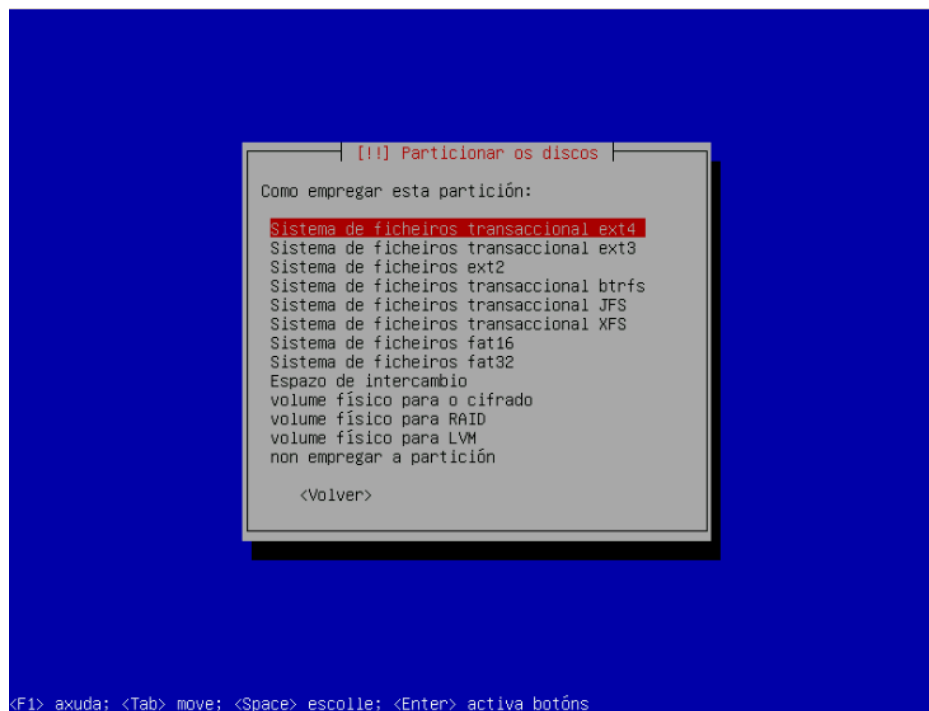 [!!] Particionar os discos
Como empregar esta partición:
Sistema de ficheiros transaccional ext4
Sistema de ficheiros transaccional ext3
Sistema de ficheiros ext2
Sistema de ficheiros transaccional btrfs
Sistema de ficheiros transaccional JFS
Sistema de ficheiros transaccional XFS
Sistema de ficheiros fat16
Sistema de ficheiros fat32
Espazo de intercambio
volume físico para o cifrado
volume físico para RAID
volume físico para LVM
non empregar a partición
<Volver>
<F1> axuda; <Tab> move; <Space> escolle; <Enter> activa botóns